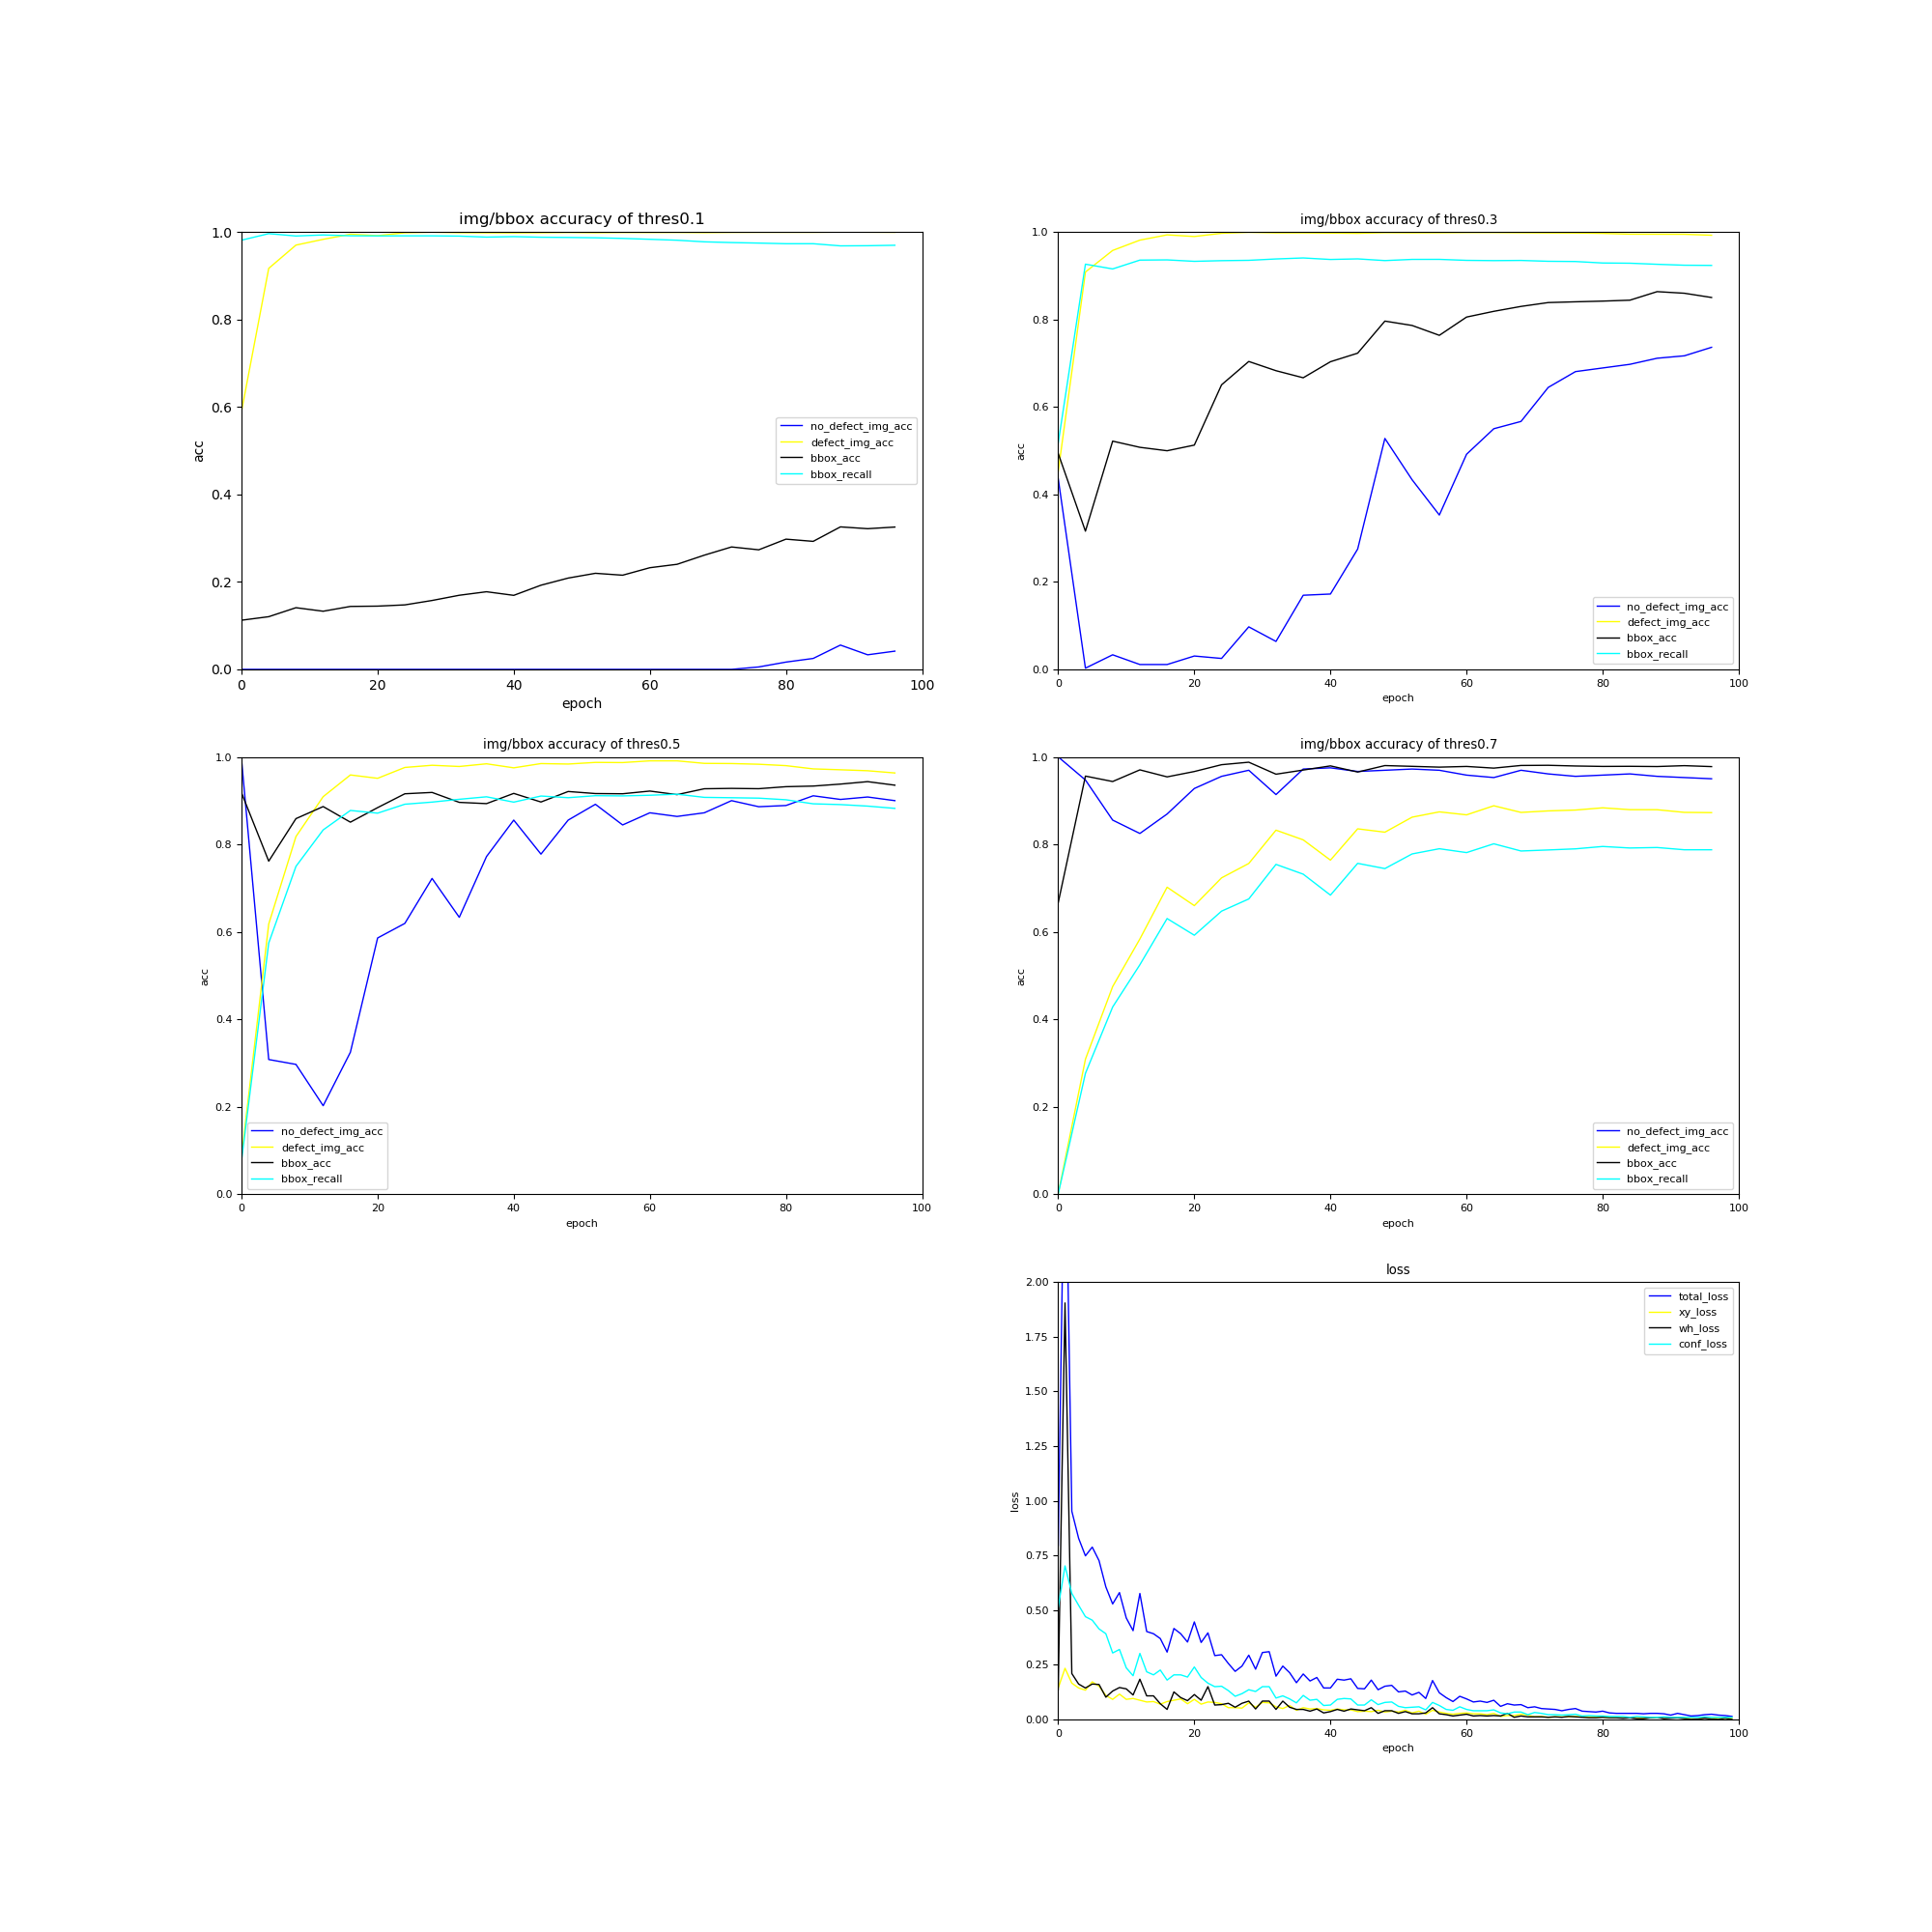 img/bbox accuracy of thres0.1
1.0
0.8
0.6
0.4
0.2
0.0
acc
no_defect_img_acc
defect_img_acc
bbox_acc
bbox_recall
0 20 40 60 80 100
epoch
img/bbox accuracy of thres0.3
1.0
0.8
0.6
0.4
0.2
0.0
acc
no_defect_img_acc
defect_img_acc
bbox_acc
bbox_recall
0 20 40 60 80 100
epoch
img/bbox accuracy of thres0.5
1.0
0.8
0.6
0.4
0.2
0.0
acc
no_defect_img_acc
defect_img_acc
bbox_acc
bbox_recall
0 20 40 60 80 100
epoch
img/bbox accuracy of thres0.7
1.0
0.8
0.6
0.4
0.2
0.0
acc
no_defect_img_acc
defect_img_acc
bbox_acc
bbox_recall
0 20 40 60 80 100
epoch
loss
2.00
1.75
1.50
1.25
1.00
0.75
0.50
0.25
0.00
loss
total_loss
xy_loss
wh_loss
conf_loss
0 20 40 60 80 100
epoch